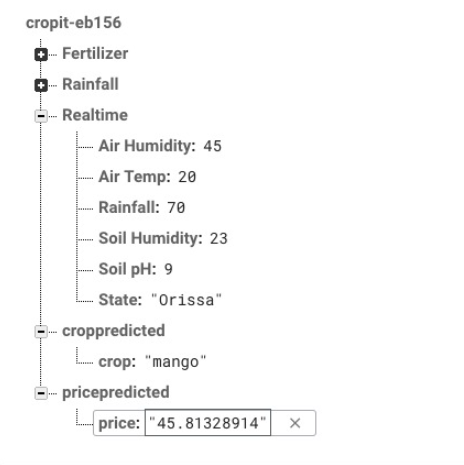 cropit-eb156
Fertilizer
Rainfall
Realtime
Air Humidity: 45
Air Temp: 20
Rainfall: 70
Soil Humidity: 23
Soil pH: 9
State: "Orissa"
croppredicted
crop: "mango"
pricepredicted
price: "45.81328914" ×